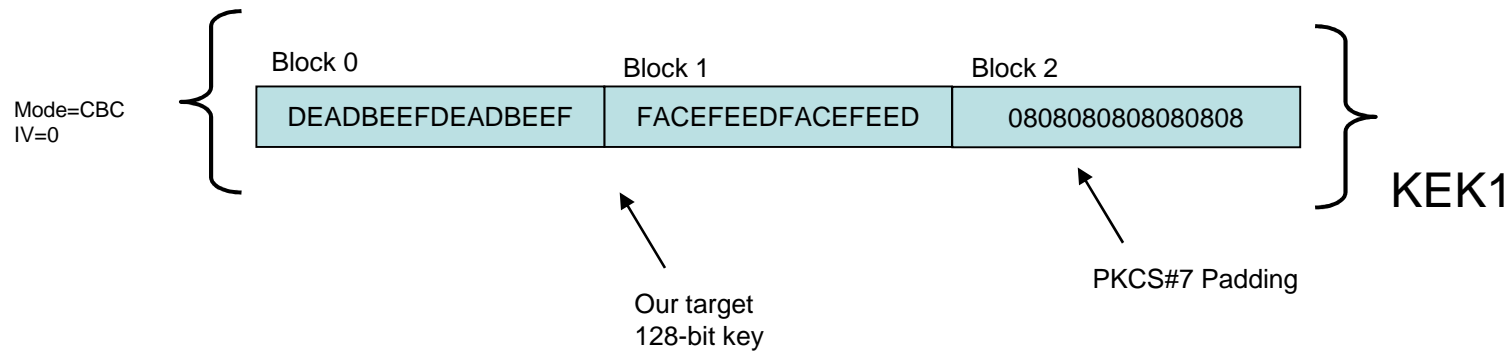 Block 0
Block 1
Block 2
Mode=CBC
IV=0
DEADBEEFDEADBEEF
FACEFEEDFACEFEED
0808080808080808
KEK1
PKCS#7 Padding
Our target
128-bit key